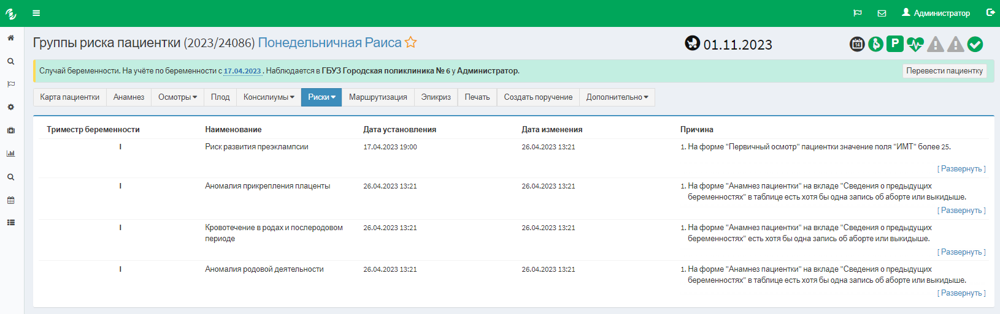 Администратор
Группы риска пациентки (2023/24086) Понедельничная Раиса
01.11.2023
14
P
Случай беременности. На учёте по беременности с 17.04.2023 . Наблюдается в ГБУЗ Городская поликлиника № 6 у Администратор.
Перевести пациентку
Карта пациентки Анамнез Осмотры Плод Консилиумы Риски Маршрутизация Эпикриз Печать Создать поручение Дополнительно
Триместр беременности Наименование Дата установления Дата изменения Причина
I Риск развития преэклампсии 17.04.2023 19:00 26.04.2023 13:21 1. На форме "Первичный осмотр" пациентки значение поля "ИМТ" более 25.
[ Развернуть ]
I Аномалия прикрепления плаценты 26.04.2023 13:21 26.04.2023 13:21 1. На форме "Анамнез пациентки" на вкладе "Сведения о предыдущих
беременностях" в таблице есть хотя бы одна запись об аборте или выкидыше.
[ Развернуть ]
I Кровотечение в родах и послеродовом 26.04.2023 13:21 26.04.2023 13:21 1. На форме "Анамнез пациентки" на вкладе "Сведения о предыдущих
периоде беременностях" есть хотя бы одна запись об аборте или выкидыше.
[ Развернуть ]
I Аномалия родовой деятельности 26.04.2023 13:21 26.04.2023 13:21 1. На форме "Анамнез пациентки" на вкладе "Сведения о предыдущих
беременностях" в таблице есть хотя бы одна запись об аборте или выкидыше.
[ Развернуть ]